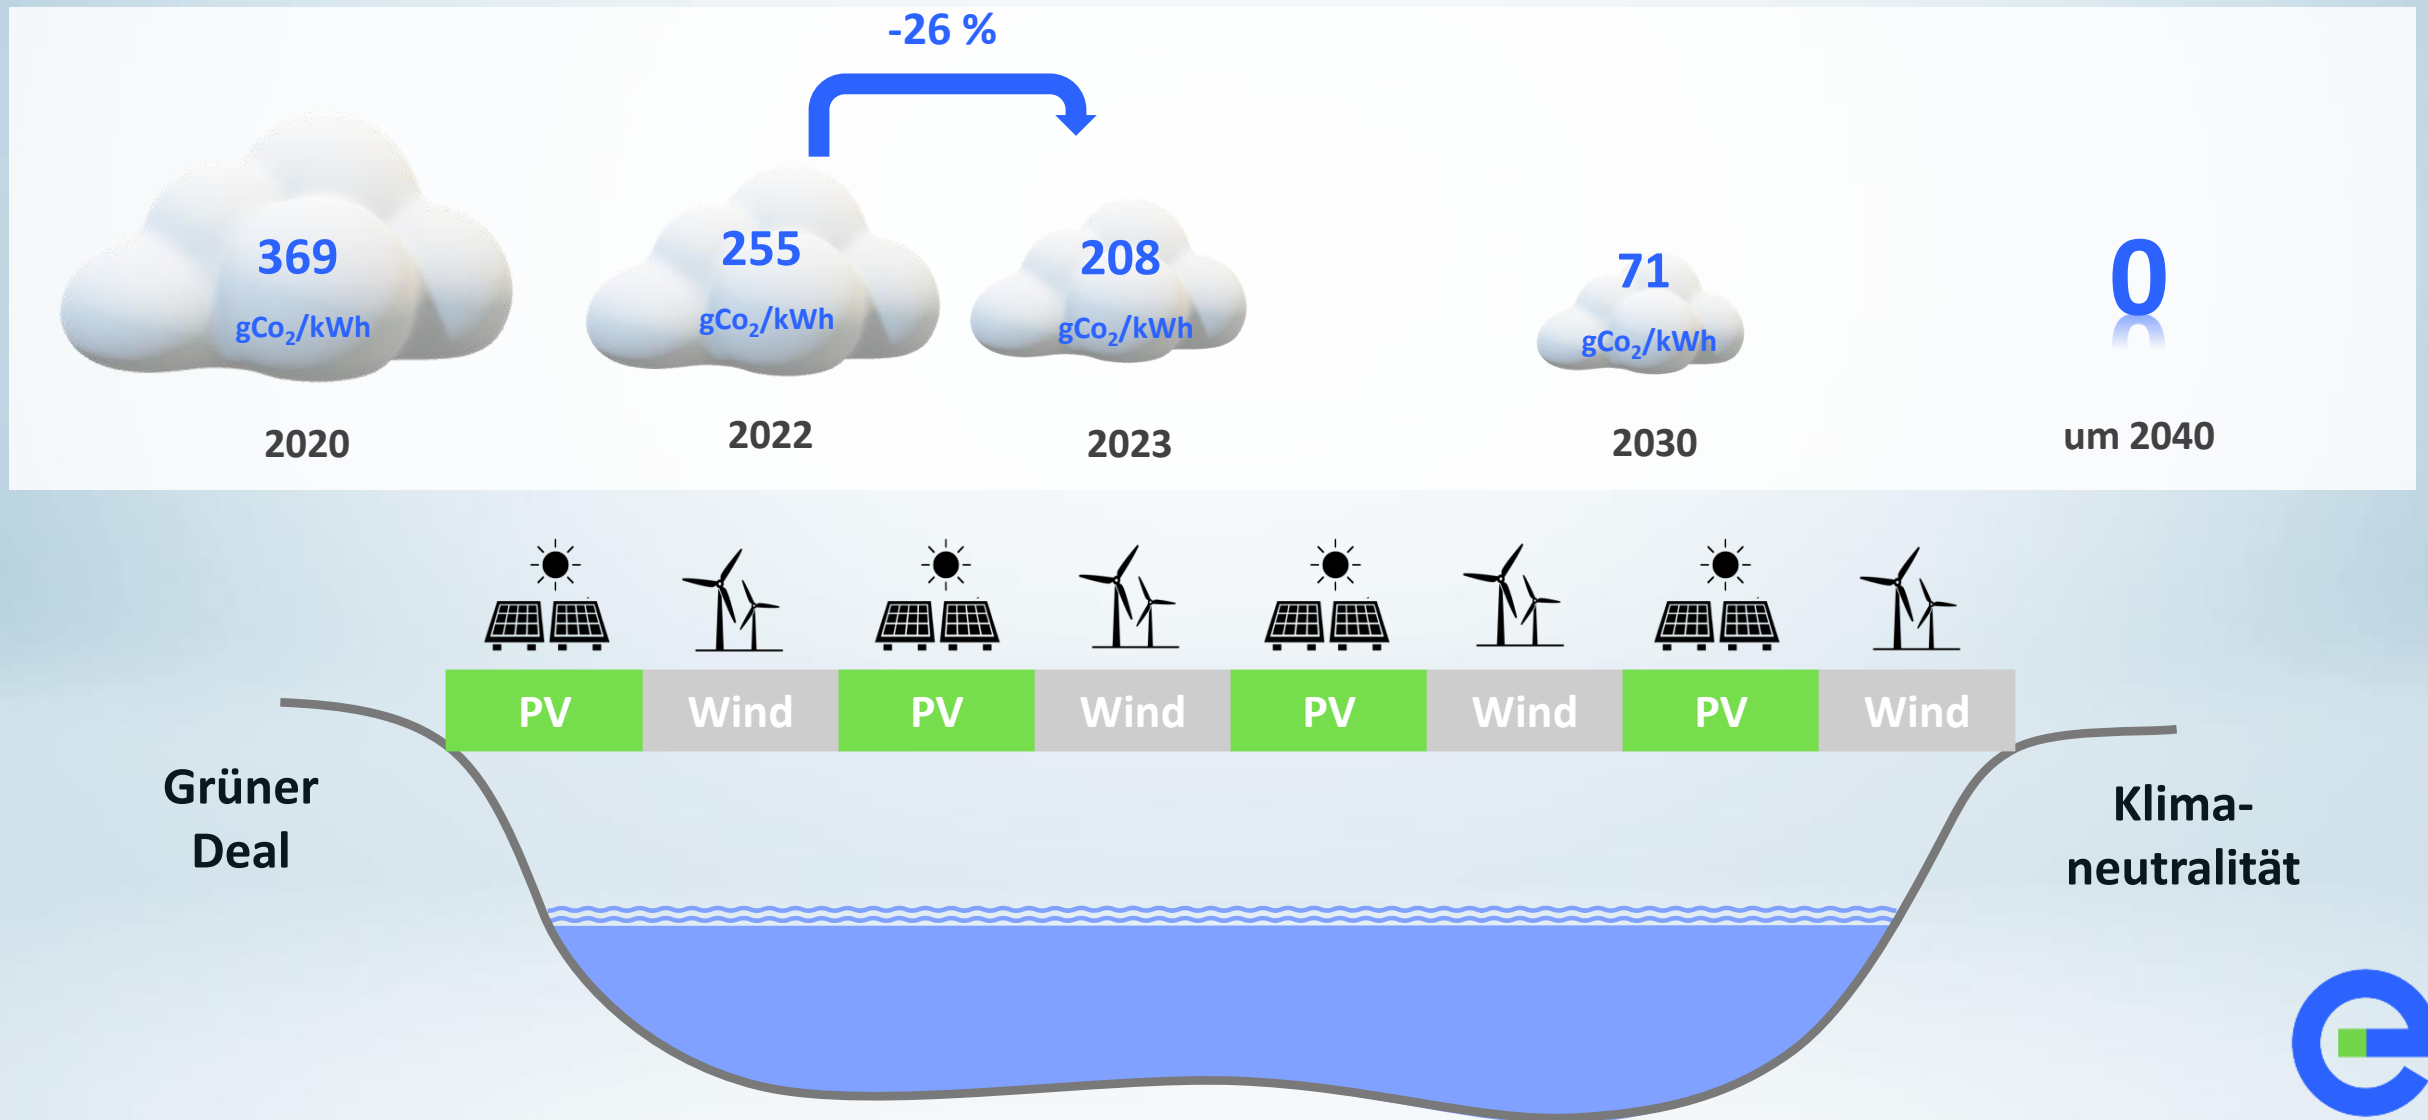 -26 %
369
gCo₂/kWh
2020
255
gCo₂/kWh
2022
208
gCo₂/kWh
2023
71
gCo₂/kWh
2030
0
um 2040
PV Wind PV Wind PV Wind PV Wind
Grüner
Deal
Klima-
neutralität